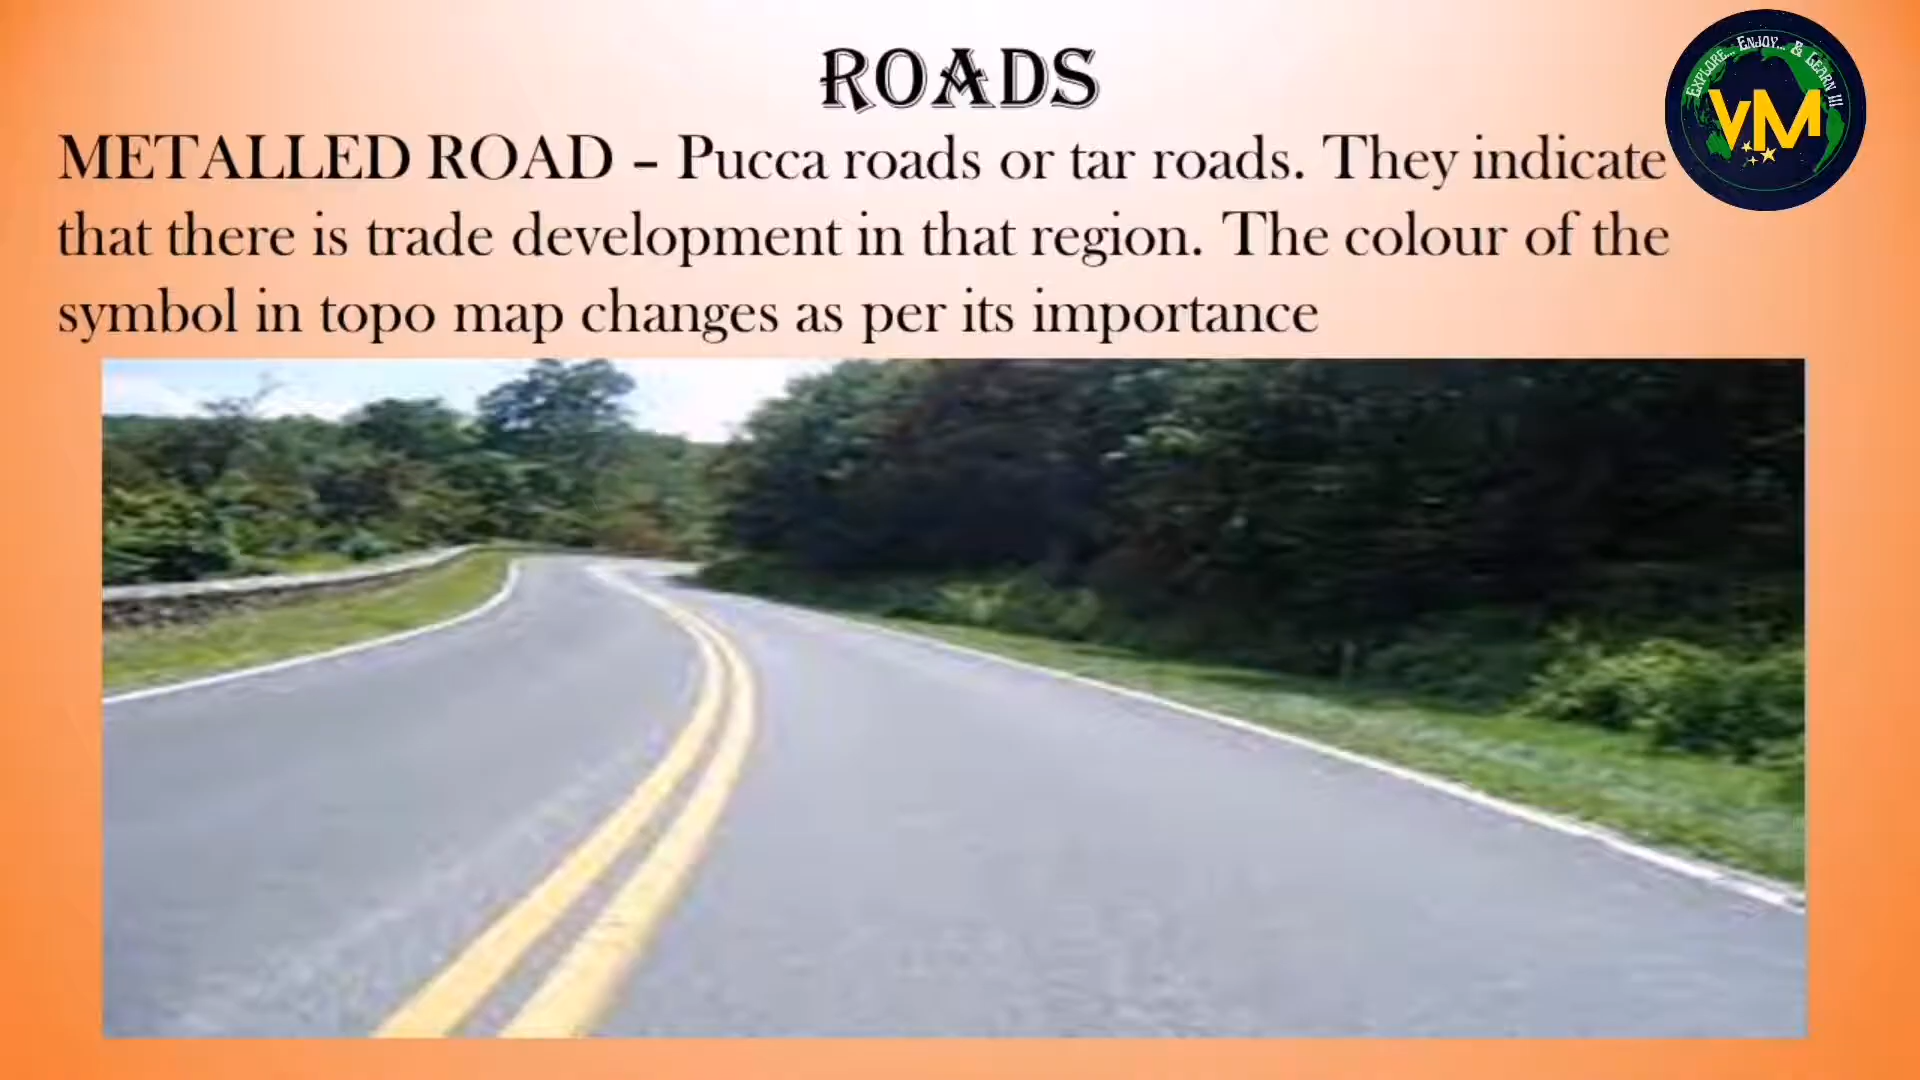 ROADS
METALLED ROAD – Pucca roads or tar roads. They indicate
that there is trade development in that region. The colour of the
symbol in topo map changes as per its importance
EXPLORE... ENJOY... & LEARN !!!
VM